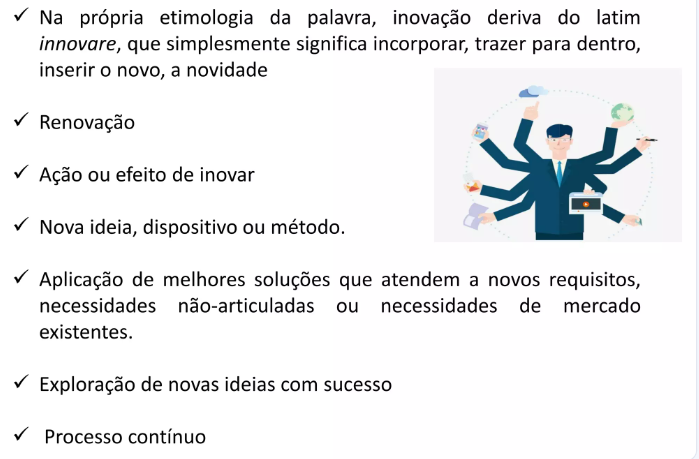 ✓ Na própria etimologia da palavra, inovação deriva do latim
innovare, que simplesmente significa incorporar, trazer para dentro,
inserir o novo, a novidade
✓ Renovação
✓ Ação ou efeito de inovar
✓ Nova ideia, dispositivo ou método.
✓ Aplicação de melhores soluções que atendem a novos requisitos,
necessidades não-articuladas ou necessidades de mercado
existentes.
✓ Exploração de novas ideias com sucesso
✓ Processo contínuo